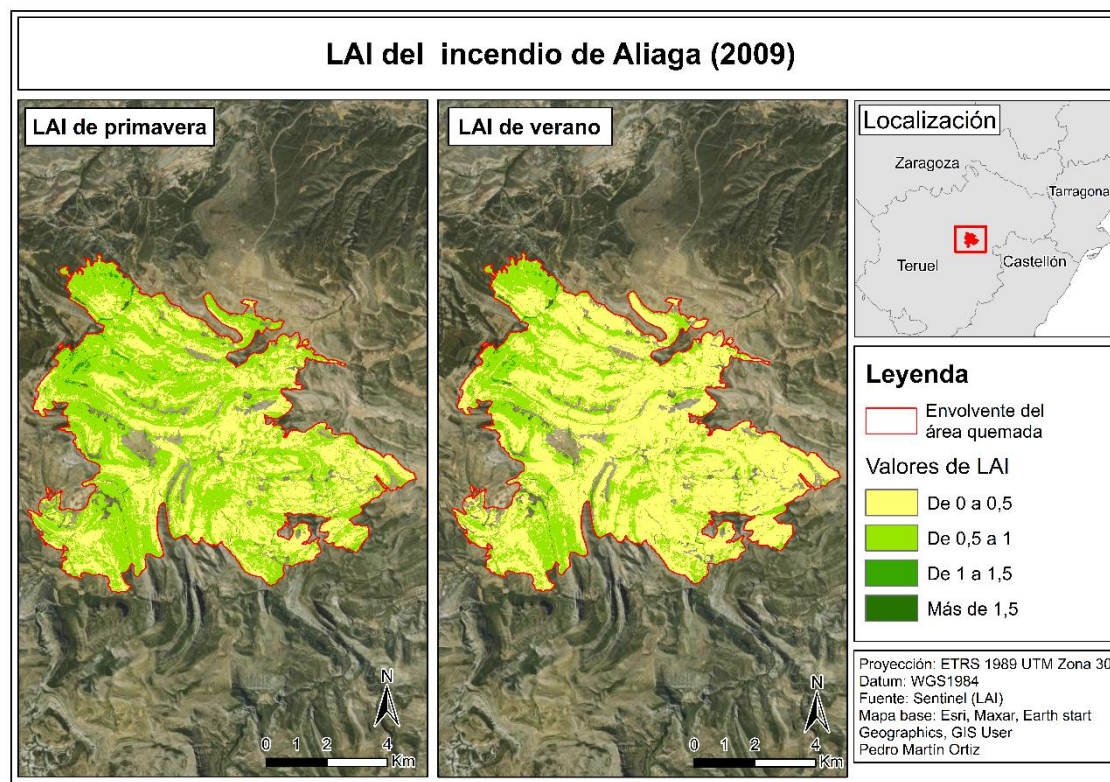 LAI del incendio de Aliaga (2009)
LAI de primavera
N
0 2 4
Km
LAI de verano
N
0 2 4
Km
Localización
Zaragoza
Tarragona
Teruel
Castellón
Leyenda
Envolvente del
área quemada
Valores de LAI
De 0 a 0,5
De 0,5 a 1
De 1 a 1,5
Más de 1,5
Proyección: ETRS 1989 UTM Zona 30
Datum: WGS1984
Fuente: Sentinel (LAI)
Mapa base: Esri, Maxar, Earth start
Geographics, GIS User
Pedro Martín Ortiz